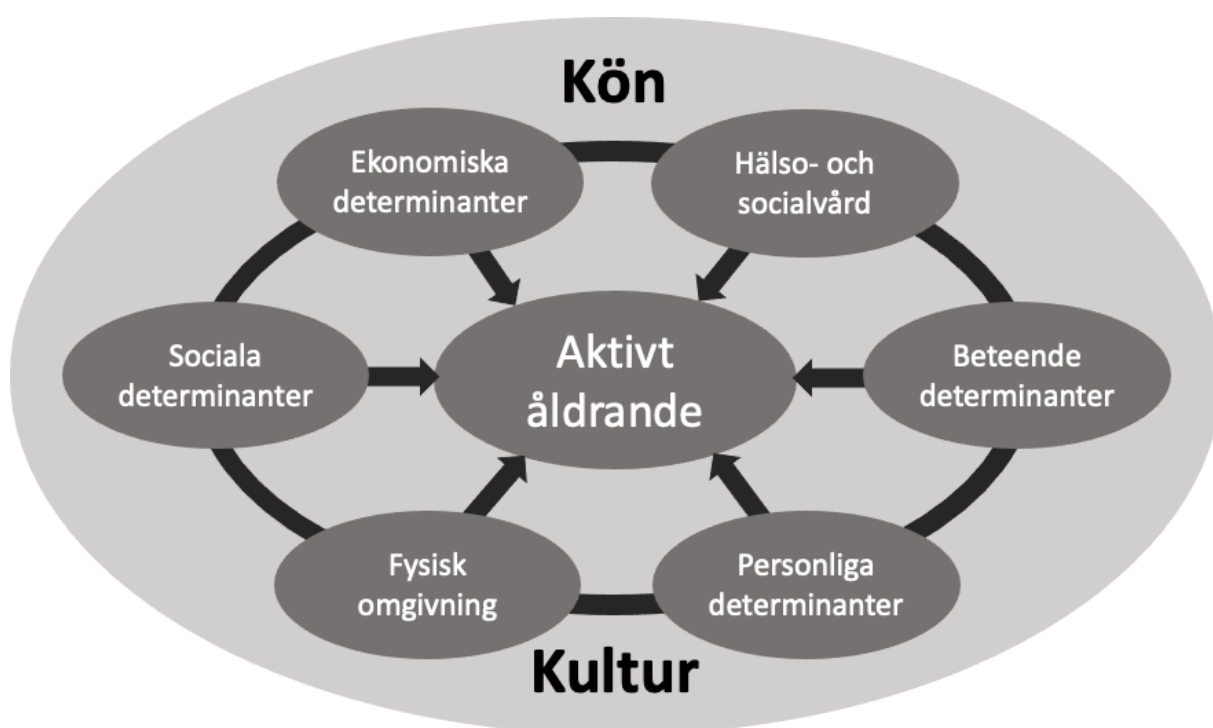 Kön
Ekonomiska
determinanter
Hälso- och
socialvård
Sociala
determinanter
Aktivt
åldrande
Beteende
determinanter
Fysisk
omgivning
Personliga
determinanter
Kultur